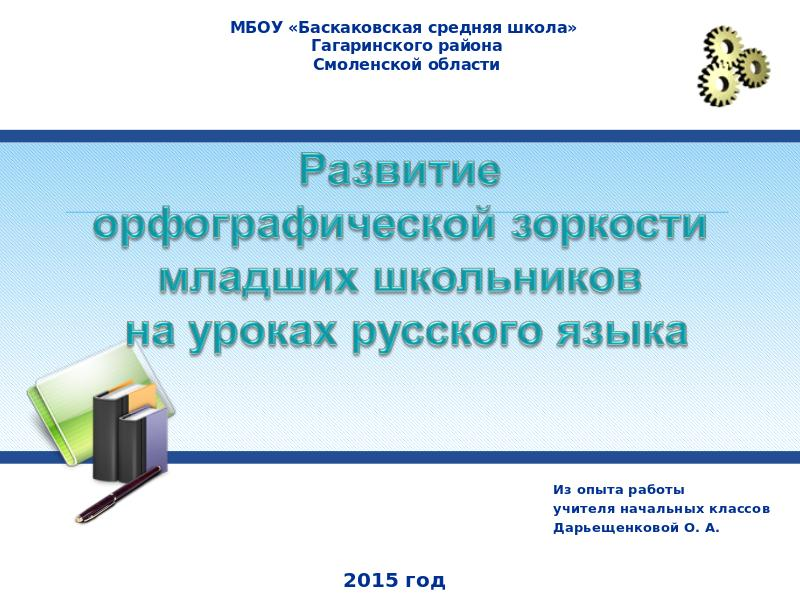 МБОУ «Баскаковская средняя школа»
Гагаринского района
Смоленской области
Развитие
орфографической зоркости
младших школьников
на уроках русского языка
Из опыта работы
учителя начальных классов
Дарьещенковой О. А.
2015 год